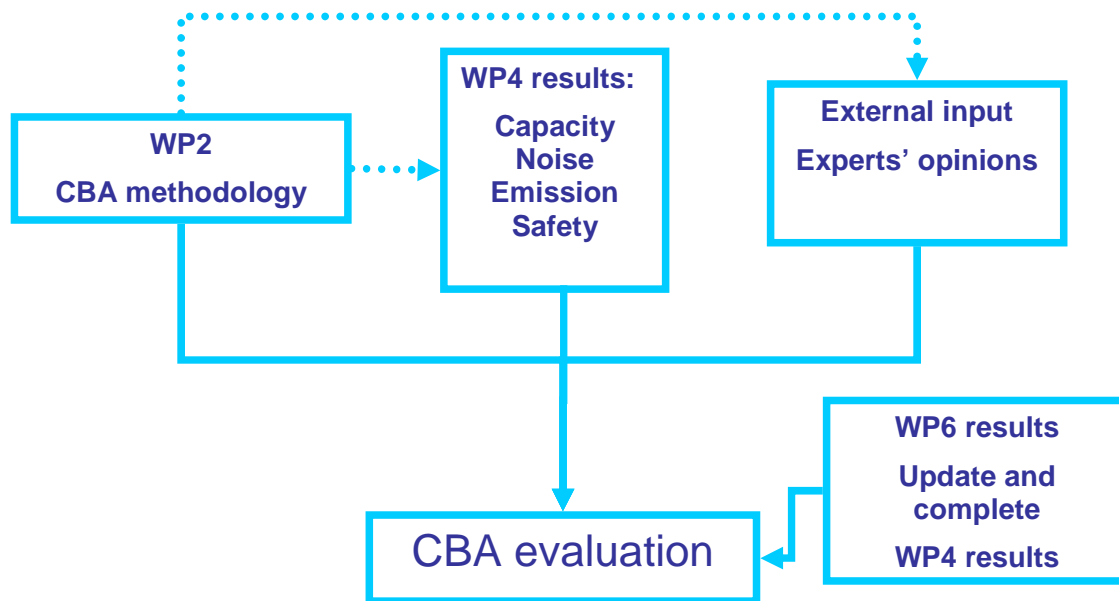 WP2
CBA methodology
WP4 results:
Capacity
Noise
Emission
Safety
External input
Experts’ opinions
WP6 results
Update and
complete
WP4 results
CBA evaluation